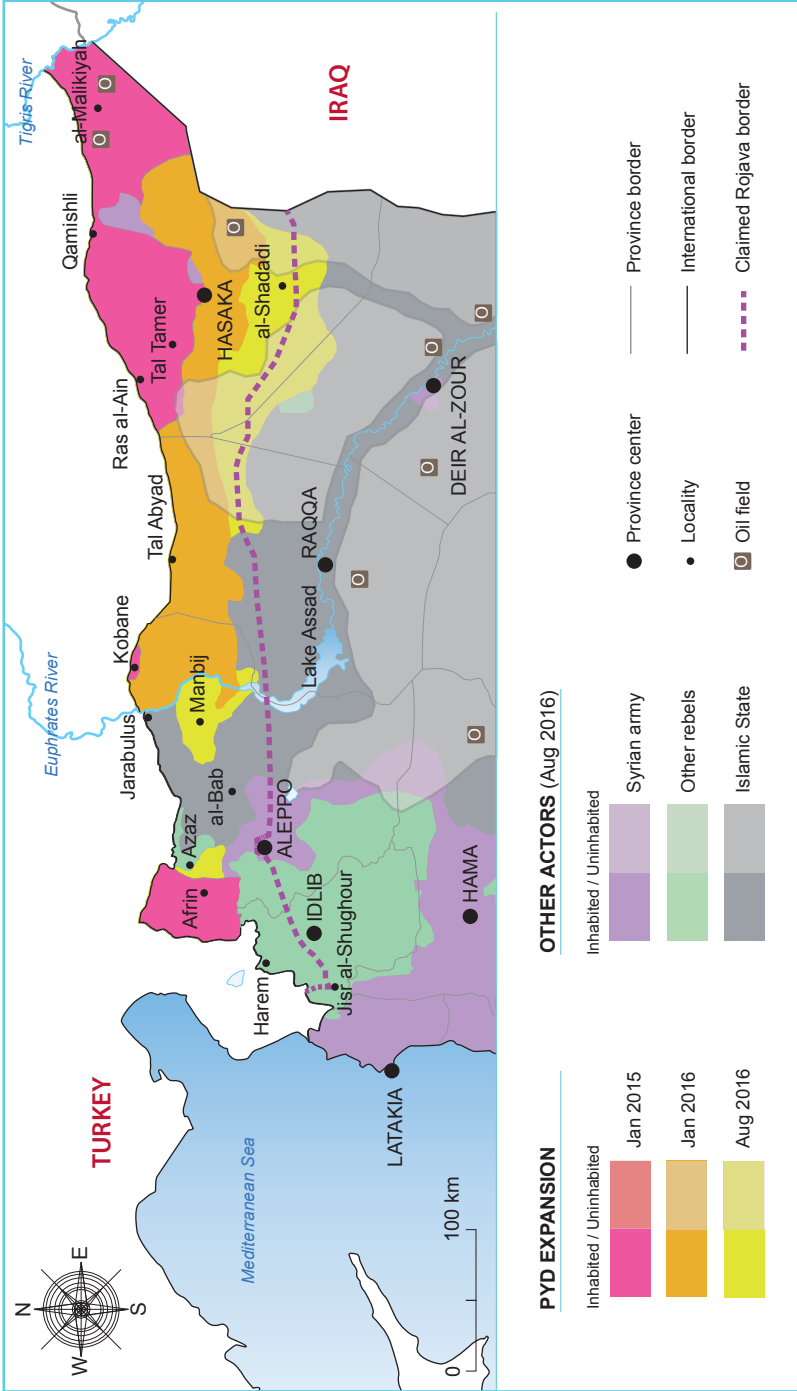 N
W
E
S
TURKEY
IRAQ
Mediterranean Sea
Euphrates River
Tigris River
0
100 km
al-Malikiyah
Qamishli
Ras al-Ain
Tal Tamer
HASAKA
al-Shadadi
Tal Abyad
Kobane
Jarabulus
Manbij
Azaz
al-Bab
Afrin
ALEPPO
Harem
IDLIB
Jisr al-Shughour
Lake Assad
RAQQA
DEIR AL-ZOUR
LATAKIA
HAMA
O
O
O
O
O
O
O
O
PYD EXPANSION
Inhabited / Uninhabited
Jan 2015
Jan 2016
Aug 2016
OTHER ACTORS (Aug 2016)
Inhabited / Uninhabited
Syrian army
Other rebels
Islamic State
Province center
Locality
O Oil field
Province border
International border
Claimed Rojava border